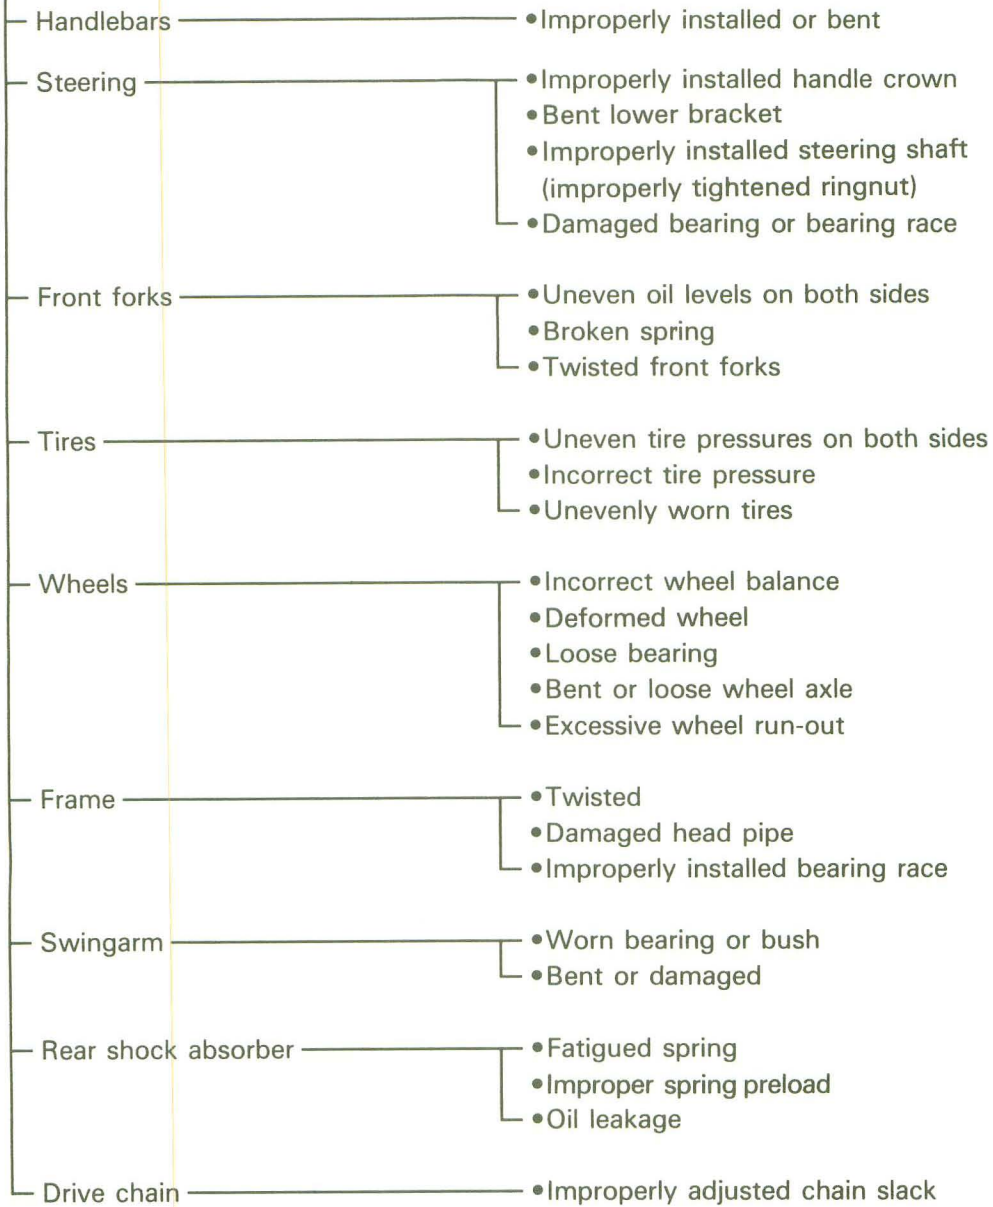 Handlebars •Improperly installed or bent
Steering •Improperly installed handle crown
•Bent lower bracket
•Improperly installed steering shaft
(improperly tightened ringnut)
•Damaged bearing or bearing race
Front forks •Uneven oil levels on both sides
•Broken spring
•Twisted front forks
Tires •Uneven tire pressures on both sides
•Incorrect tire pressure
•Unevenly worn tires
Wheels •Incorrect wheel balance
•Deformed wheel
•Loose bearing
•Bent or loose wheel axle
•Excessive wheel run-out
Frame •Twisted
•Damaged head pipe
•Improperly installed bearing race
Swingarm •Worn bearing or bush
•Bent or damaged
Rear shock absorber •Fatigued spring
•Improper spring preload
•Oil leakage
Drive chain •Improperly adjusted chain slack